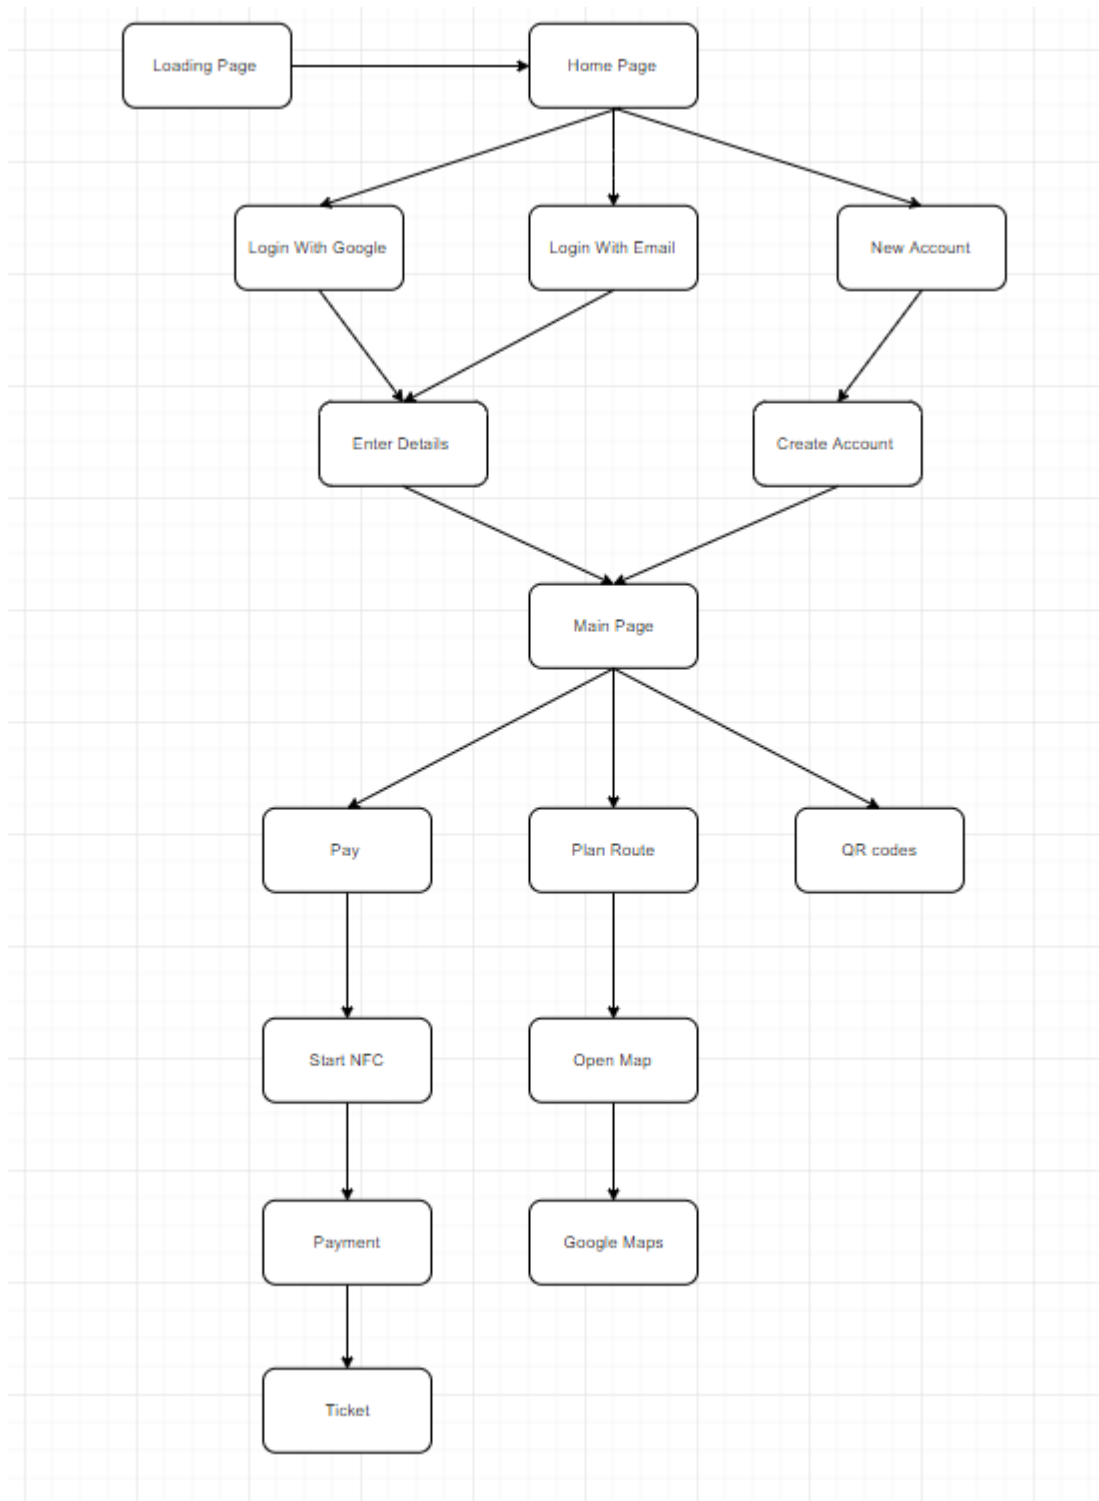 Loading Page
Home Page
Login With Google
Login With Email
New Account
Enter Details
Create Account
Main Page
Pay
Plan Route
QR codes
Start NFC
Open Map
Payment
Google Maps
Ticket